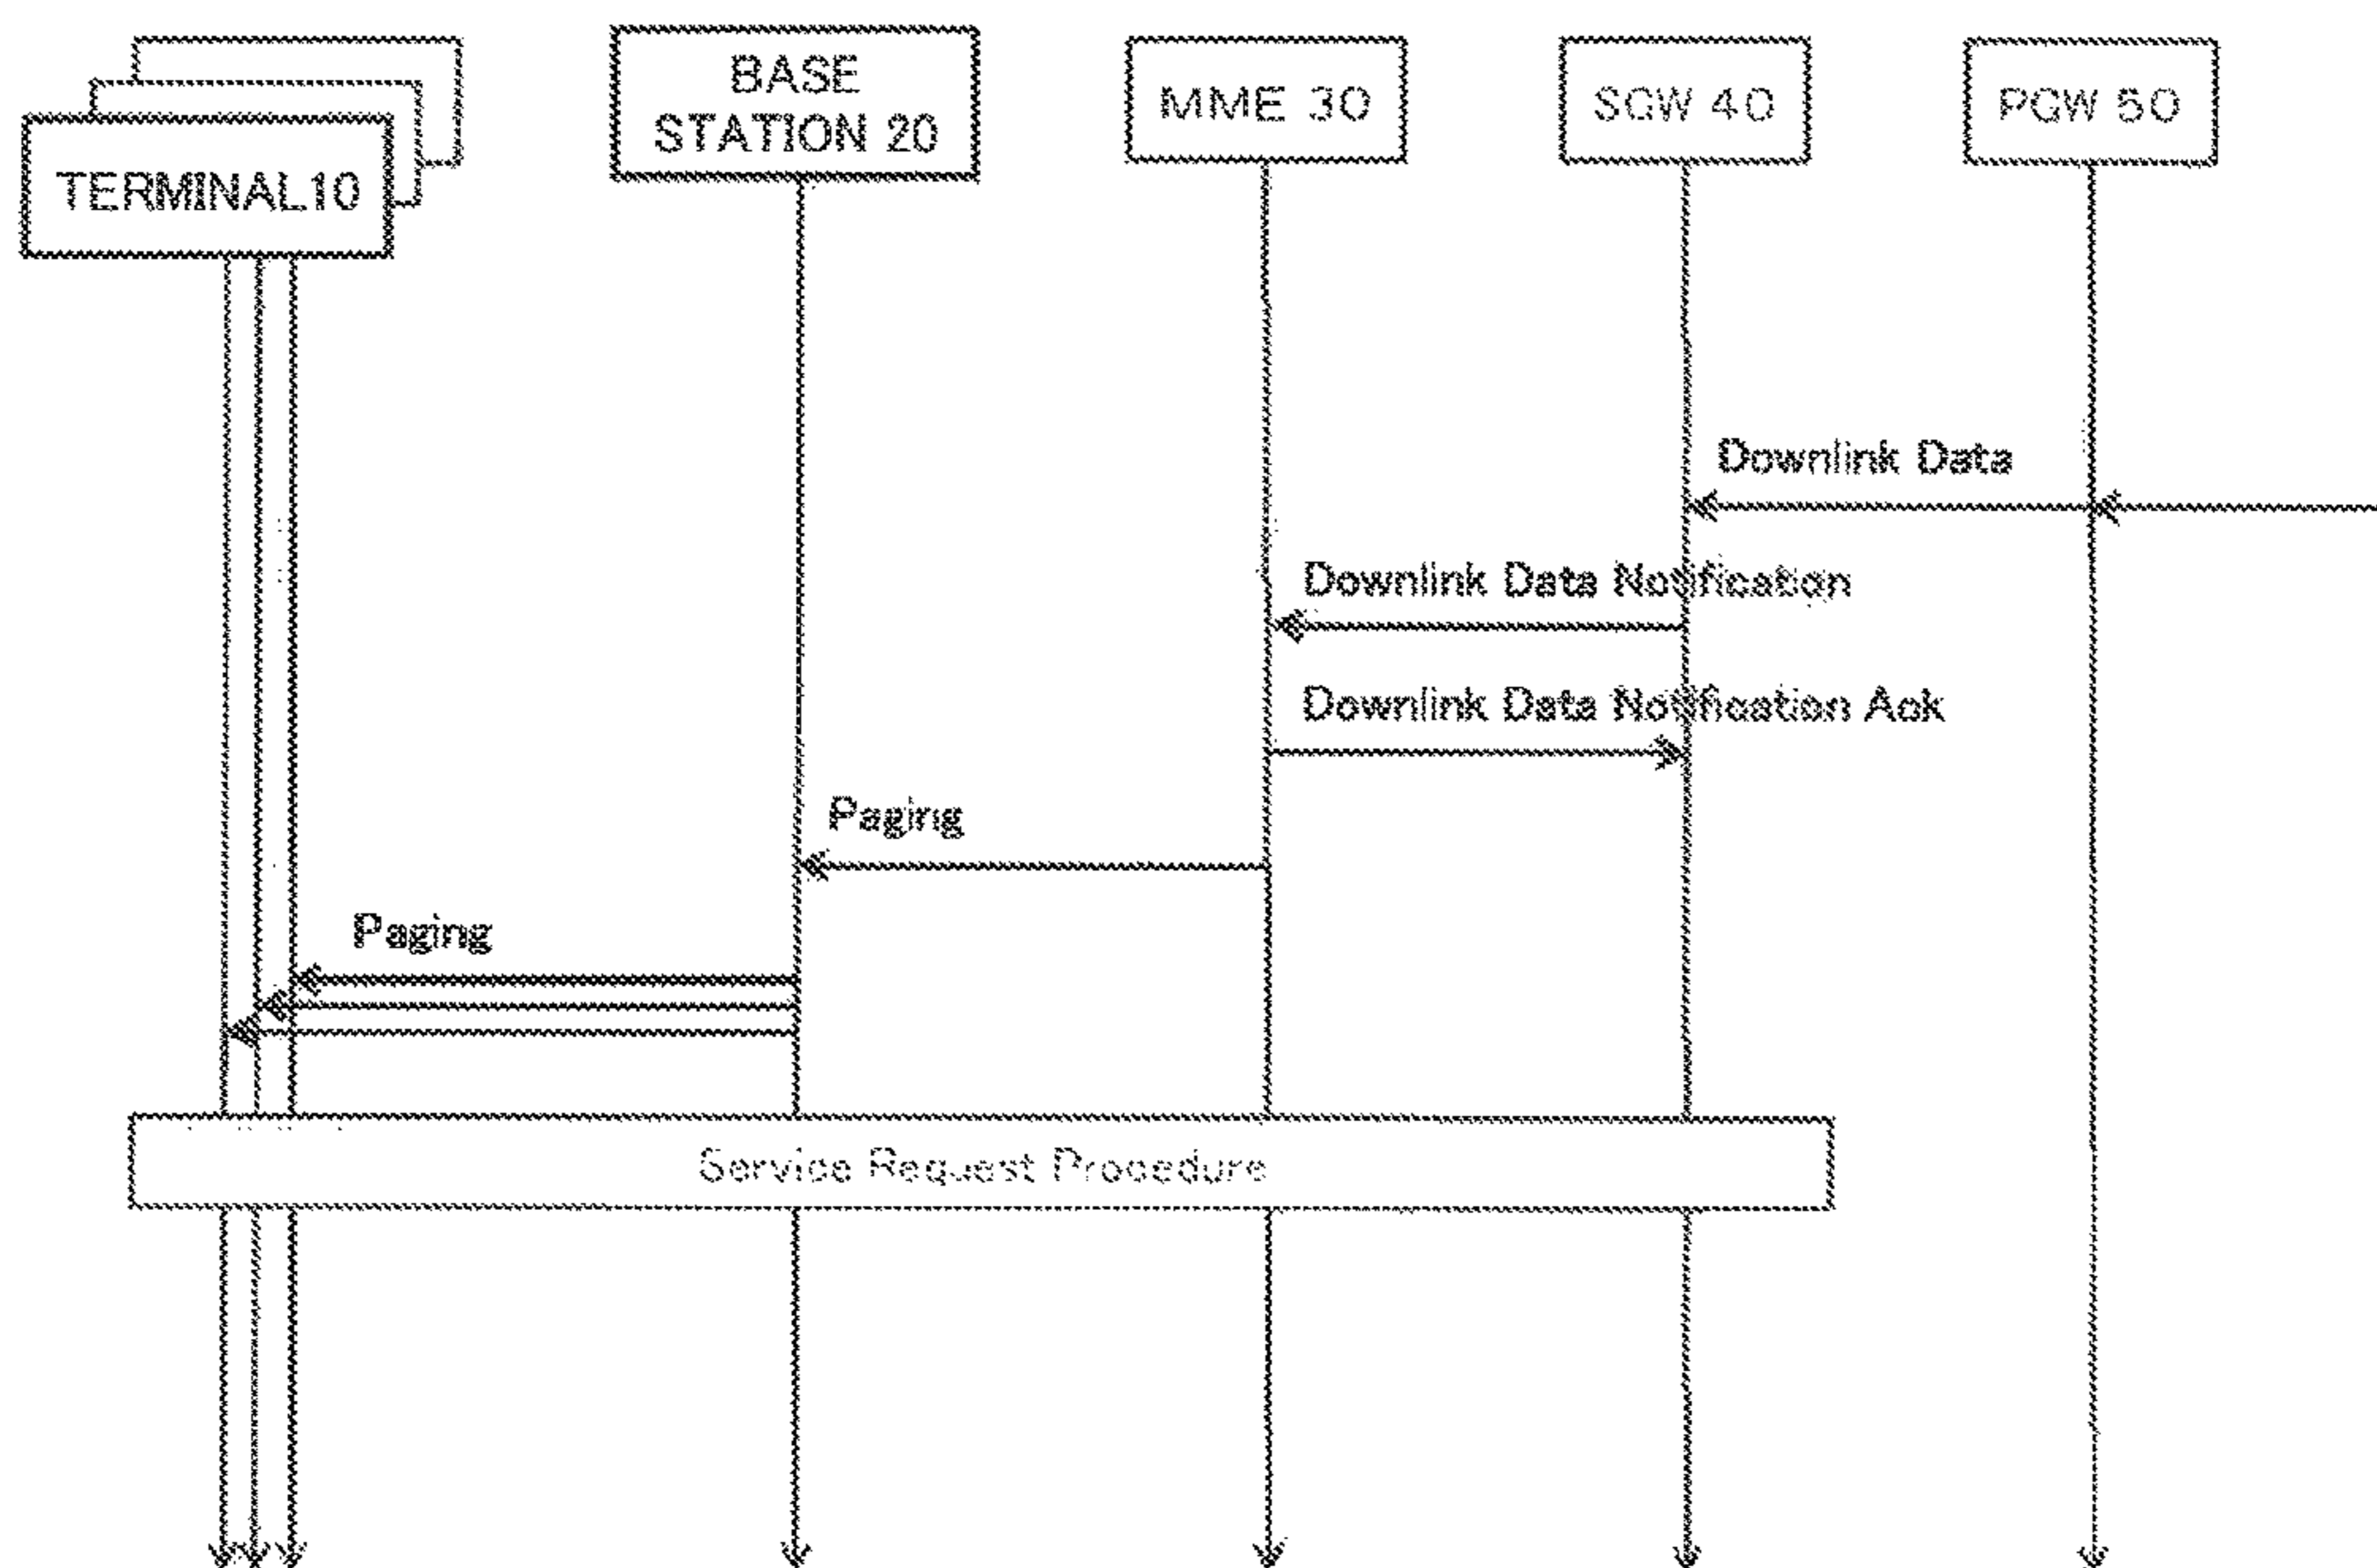 BASE
STATION 20
MME 30
SGW 40
PGW 50
TERMINAL10
Downlink Data
Downlink Data Notification
Downlink Data Notification Ack
Paging
Paging
Service Request Procedure